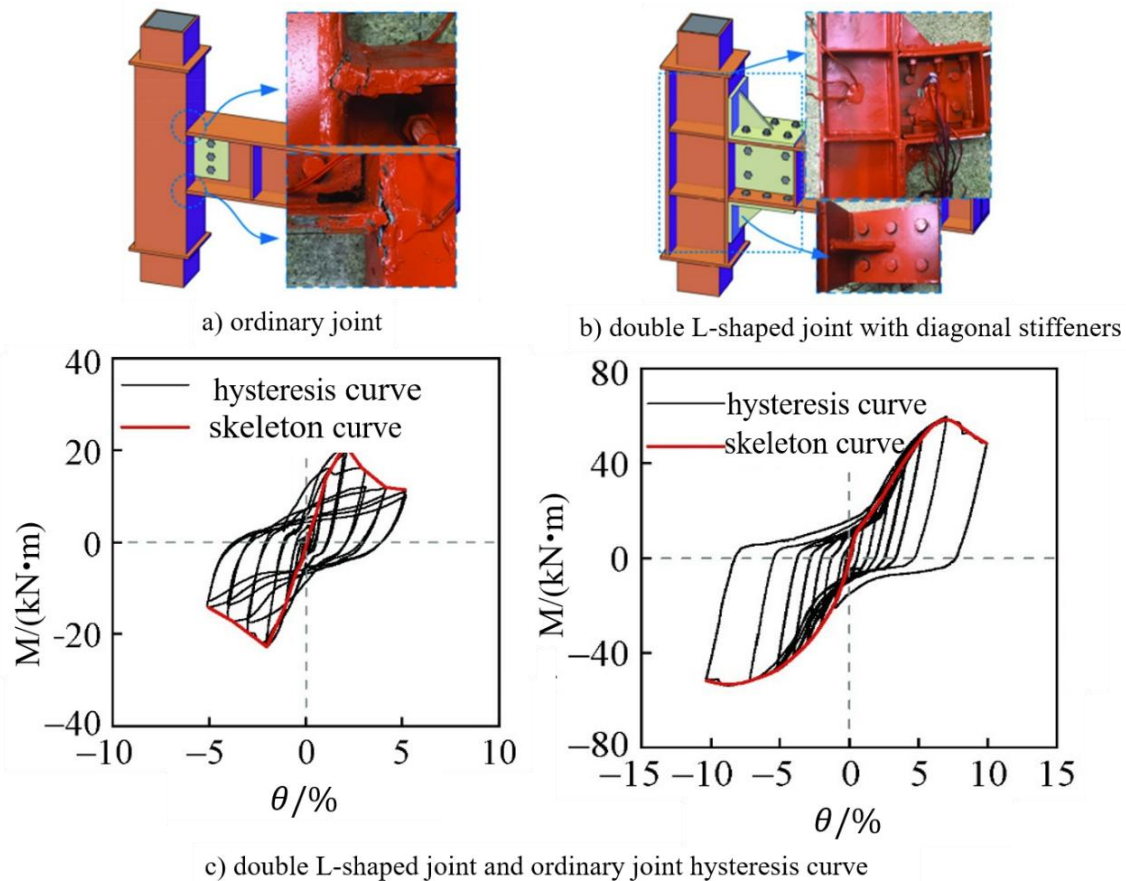 a) ordinary joint
b) double L-shaped joint with diagonal stiffeners
40
20
0
-20
−40
−10
−5
0
5
10
M/(kN•m)
θ/%
hysteresis curve
skeleton curve
80
40
0
−40
−80
−15
−10
−5
0
5
10
15
M/(kN•m)
θ/%
hysteresis curve
skeleton curve
c) double L-shaped joint and ordinary joint hysteresis curve